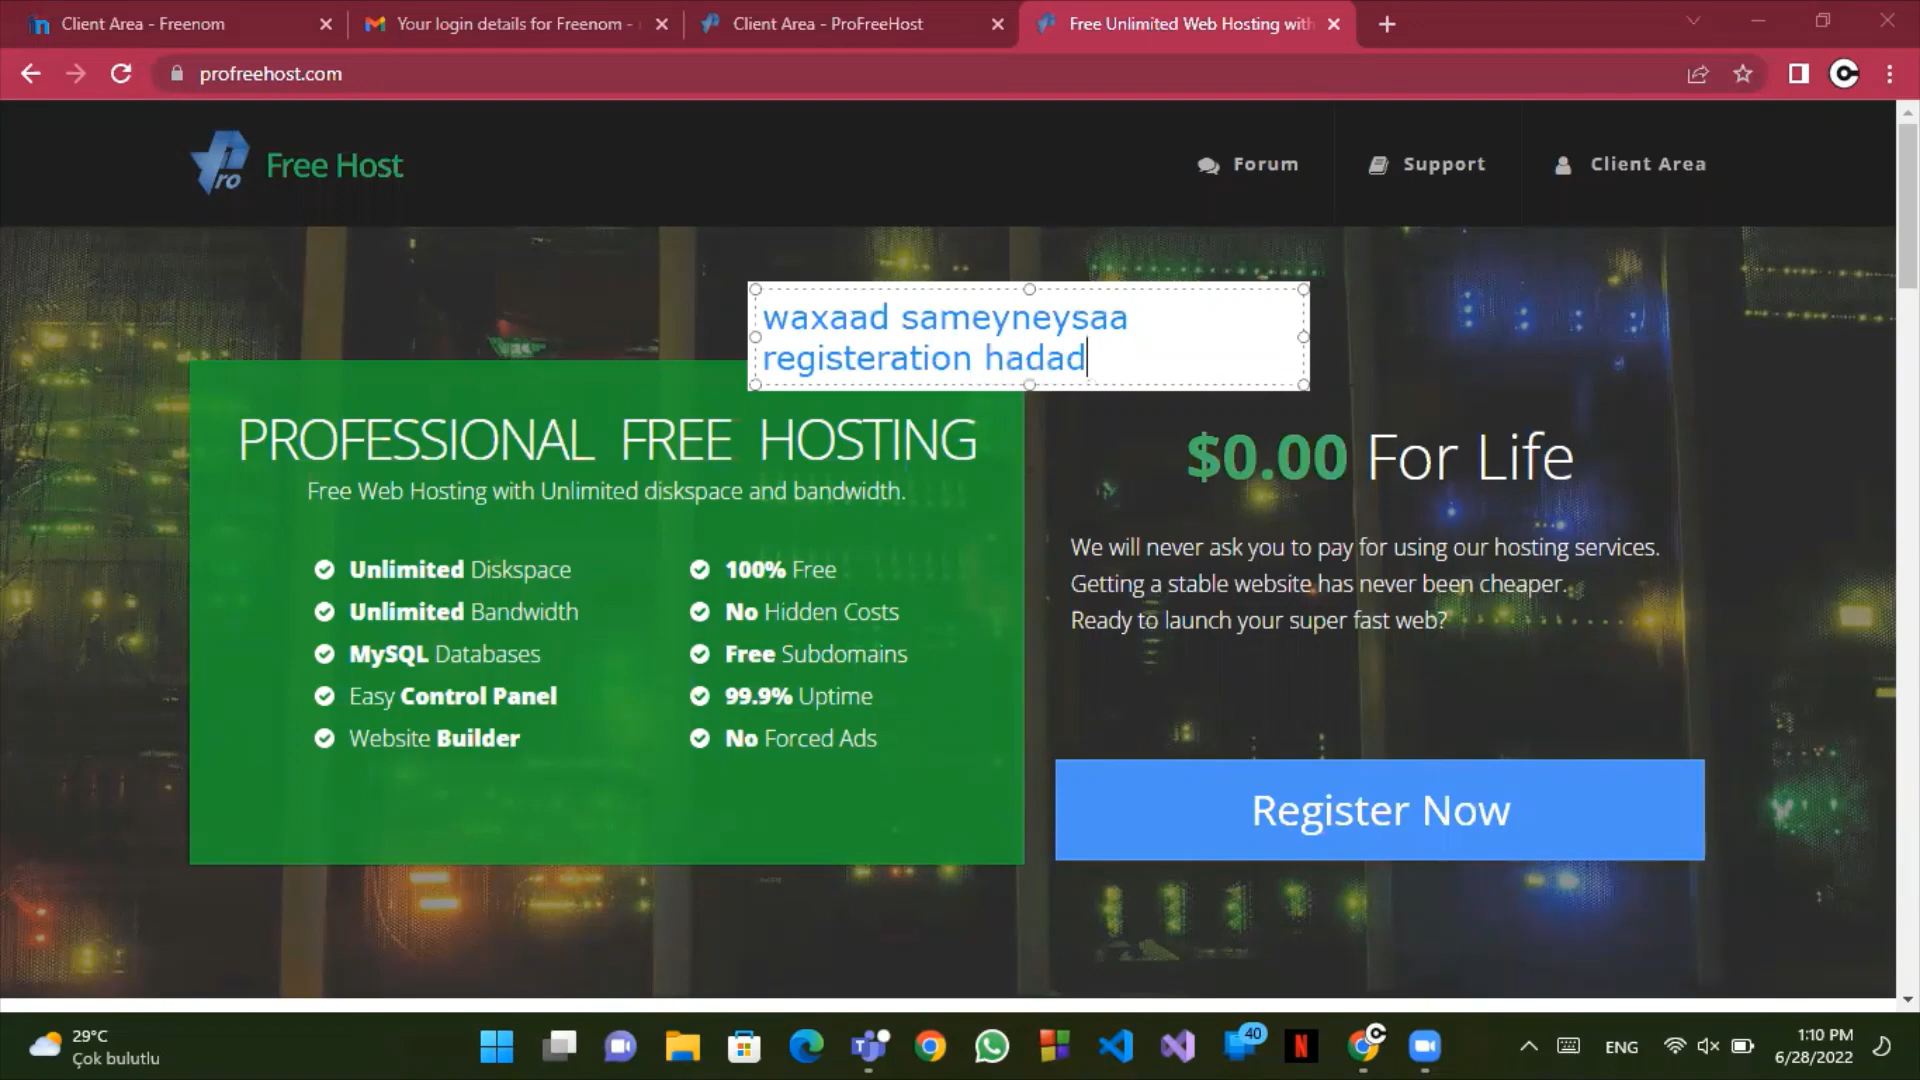 Client Area - Freenom
Your login details for Freenom -
Client Area - ProFreeHost
Free Unlimited Web Hosting with
profreehost.com
Pro
Free Host
Forum
Support
Client Area
waxaad sameyneysaa
registeration hadad
PROFESSIONAL FREE HOSTING
Free Web Hosting with Unlimited diskspace and bandwidth.
Unlimited Diskspace
Unlimited Bandwidth
MySQL Databases
Easy Control Panel
Website Builder
100% Free
No Hidden Costs
Free Subdomains
99.9% Uptime
No Forced Ads
$0.00 For Life
We will never ask you to pay for using our hosting services.
Getting a stable website has never been cheaper.
Ready to launch your super fast web?
Register Now
29°C
Çok bulutlu
40
ENG
1:10 PM
6/28/2022